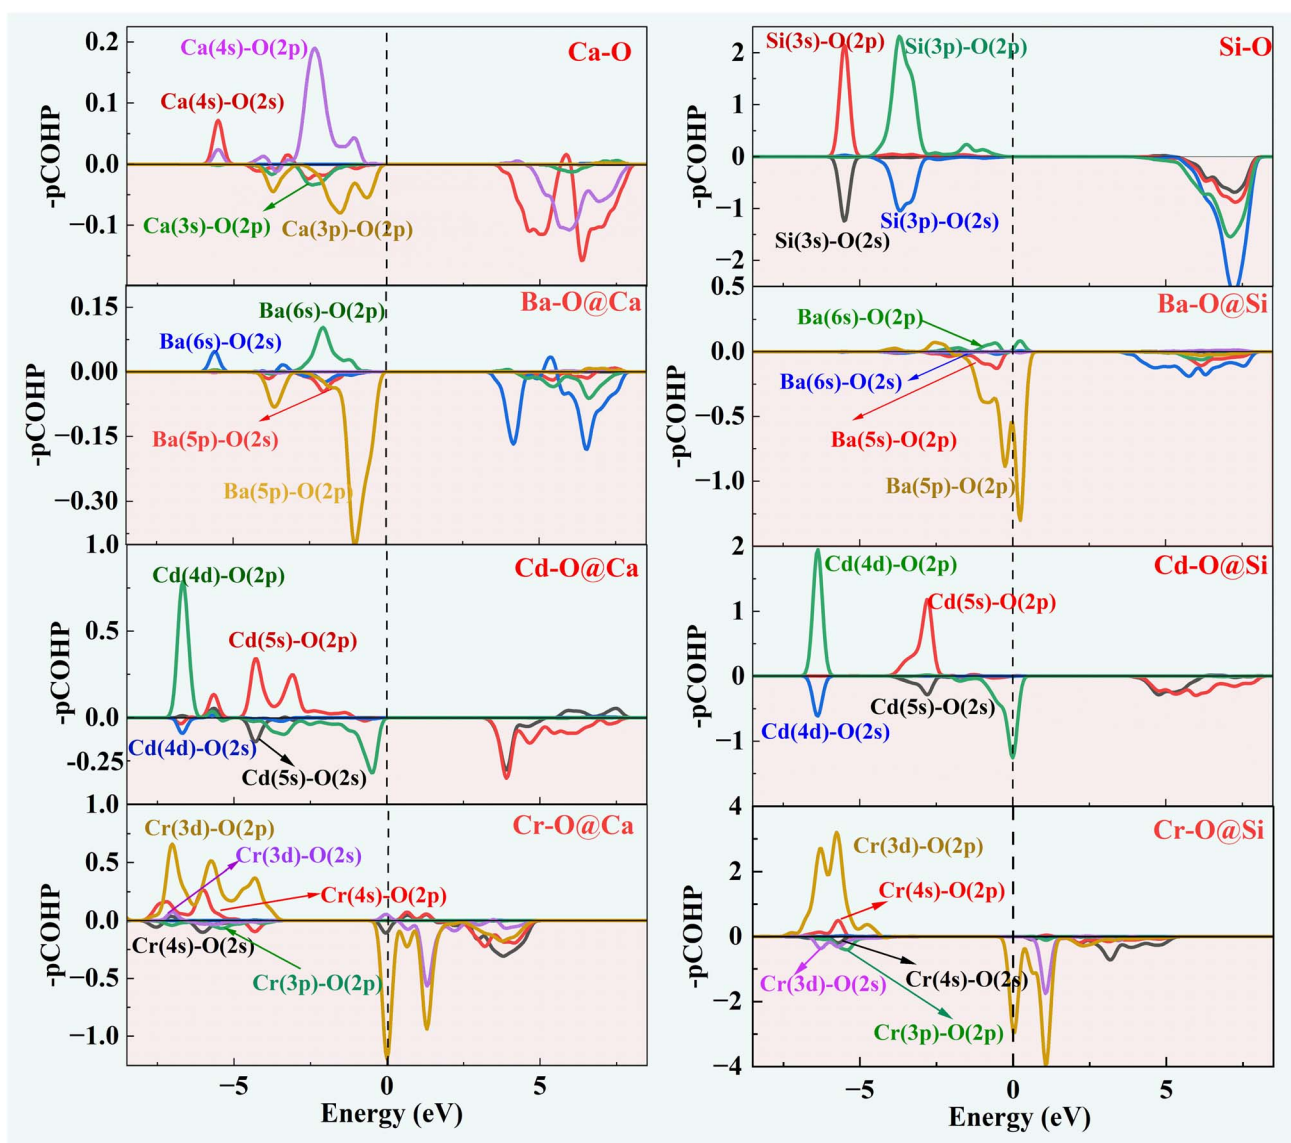 Ca-O
Ca(4s)-O(2p)
Ca(4s)-O(2s)
Ca(3s)-O(2p)
Ca(3p)-O(2p)
-pCOHP
0.2
0.1
0.0
−0.1
Si-O
Si(3s)-O(2p)
Si(3p)-O(2p)
Si(3p)-O(2s)
Si(3s)-O(2s)
-pCOHP
2
1
0
−1
−2
Ba-O@Ca
Ba(6s)-O(2p)
Ba(6s)-O(2s)
Ba(5p)-O(2s)
Ba(5p)-O(2p)
-pCOHP
0.15
0.00
−0.15
−0.30
Ba-O@Si
Ba(6s)-O(2p)
Ba(6s)-O(2s)
Ba(5s)-O(2p)
Ba(5p)-O(2p)
-pCOHP
0.5
0.0
−0.5
−1.0
Cd-O@Ca
Cd(4d)-O(2p)
Cd(5s)-O(2p)
Cd(4d)-O(2s)
Cd(5s)-O(2s)
-pCOHP
1.0
0.5
0.0
-0.25
Cd-O@Si
Cd(4d)-O(2p)
Cd(5s)-O(2p)
Cd(5s)-O(2s)
Cd(4d)-O(2s)
-pCOHP
2
1
0
−1
Cr-O@Ca
Cr(3d)-O(2p)
Cr(3d)-O(2s)
Cr(4s)-O(2p)
Cr(4s)-O(2s)
Cr(3p)-O(2p)
-pCOHP
1.0
0.5
0.0
−0.5
−1.0
−5
0
5
Energy (eV)
Cr-O@Si
Cr(3d)-O(2p)
Cr(4s)-O(2p)
Cr(4s)-O(2s)
Cr(3d)-O(2s)
Cr(3p)-O(2p)
-pCOHP
4
2
0
−2
−4
−5
0
5
Energy (eV)